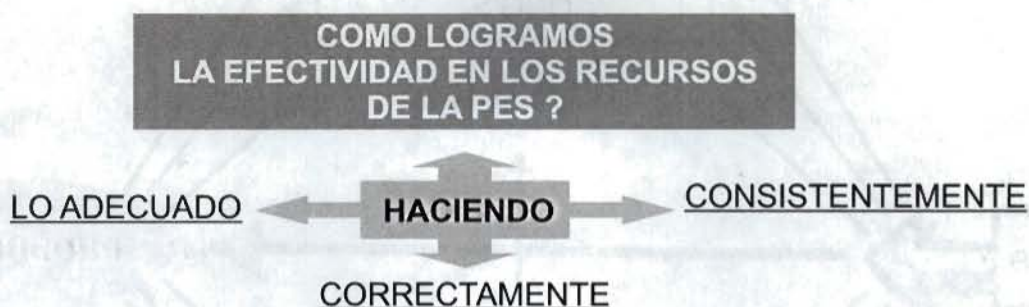 COMO LOGRAMOS
LA EFECTIVIDAD EN LOS RECURSOS
DE LA PES ?
LO ADECUADO
HACIENDO
CONSISTENTEMENTE
CORRECTAMENTE